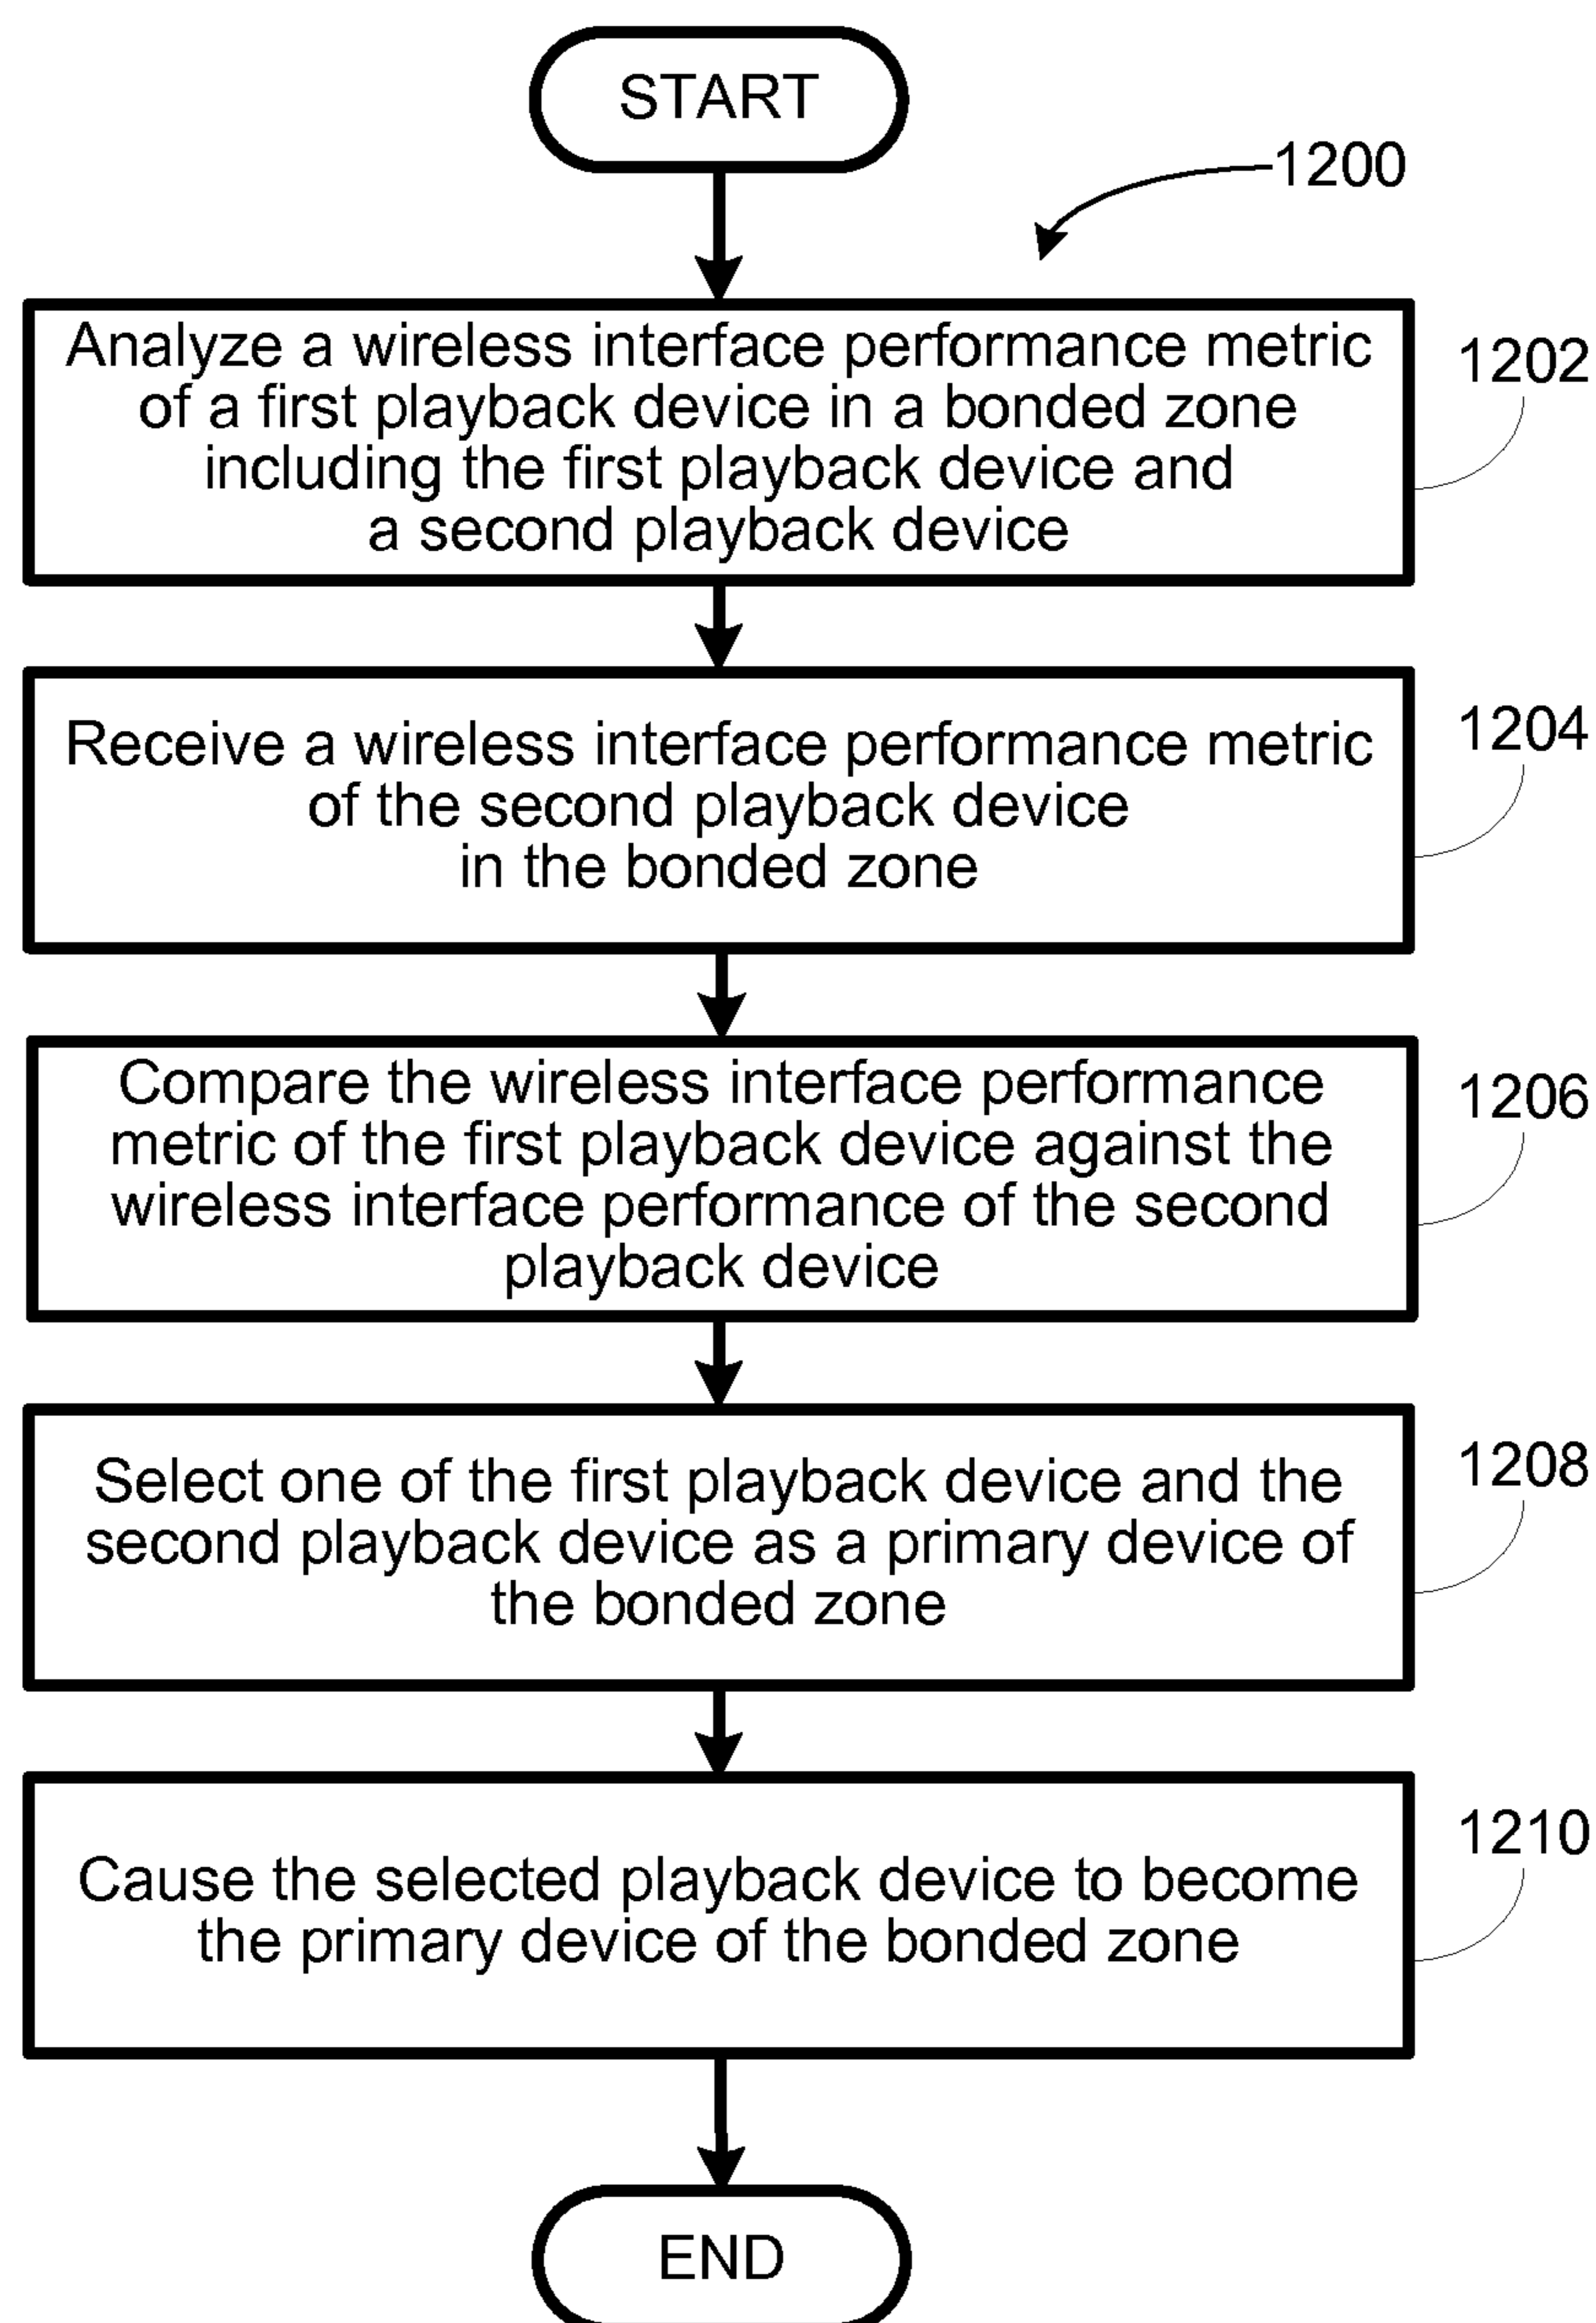 START
1200
Analyze a wireless interface performance metric
of a first playback device in a bonded zone
including the first playback device and
a second playback device
1202
Receive a wireless interface performance metric
of the second playback device
in the bonded zone
1204
Compare the wireless interface performance
metric of the first playback device against the
wireless interface performance of the second
playback device
1206
Select one of the first playback device and the
second playback device as a primary device of
the bonded zone
1208
Cause the selected playback device to become
the primary device of the bonded zone
1210
END